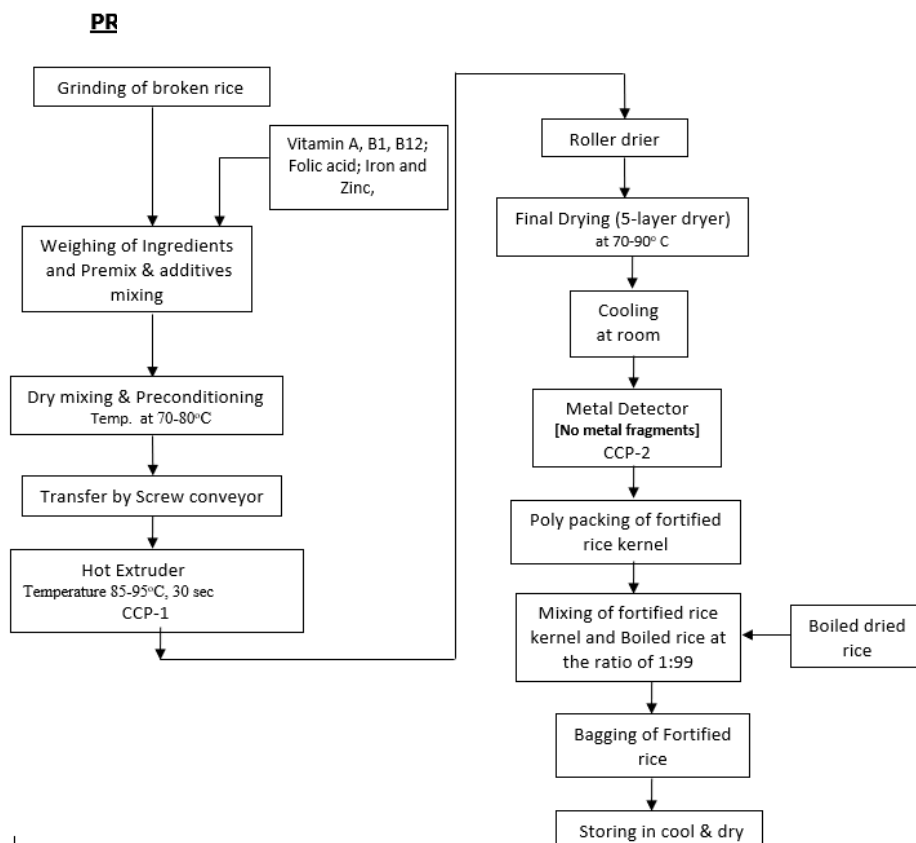 PR
Grinding of broken rice
Vitamin A, B1, B12;
Folic acid; Iron and
Zinc,
Weighing of Ingredients
and Premix & additives
mixing
Dry mixing & Preconditioning
Temp. at 70-80°C
Transfer by Screw conveyor
Hot Extruder
Temperature 85-95°C, 30 sec
CCP-1
Roller drier
Final Drying (5-layer dryer)
at 70-90° C
Cooling
at room
Metal Detector
[No metal fragments]
CCP-2
Poly packing of fortified
rice kernel
Mixing of fortified rice
kernel and Boiled rice at
the ratio of 1:99
Boiled dried
rice
Bagging of Fortified
rice
Storing in cool & dry